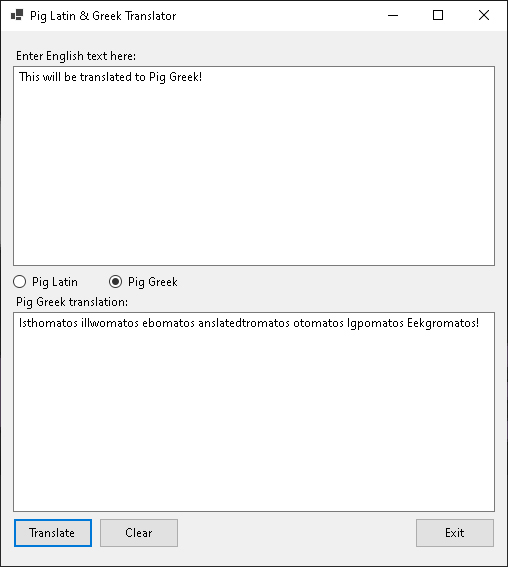 Pig Latin & Greek Translator
Enter English text here:
This will be translated to Pig Greek!
Pig Latin
Pig Greek
Pig Greek translation:
Isthomatos illwomatos ebomatos anslatedtromatos otomatos Igpomatos Eekgromatos!
Translate
Clear
Exit